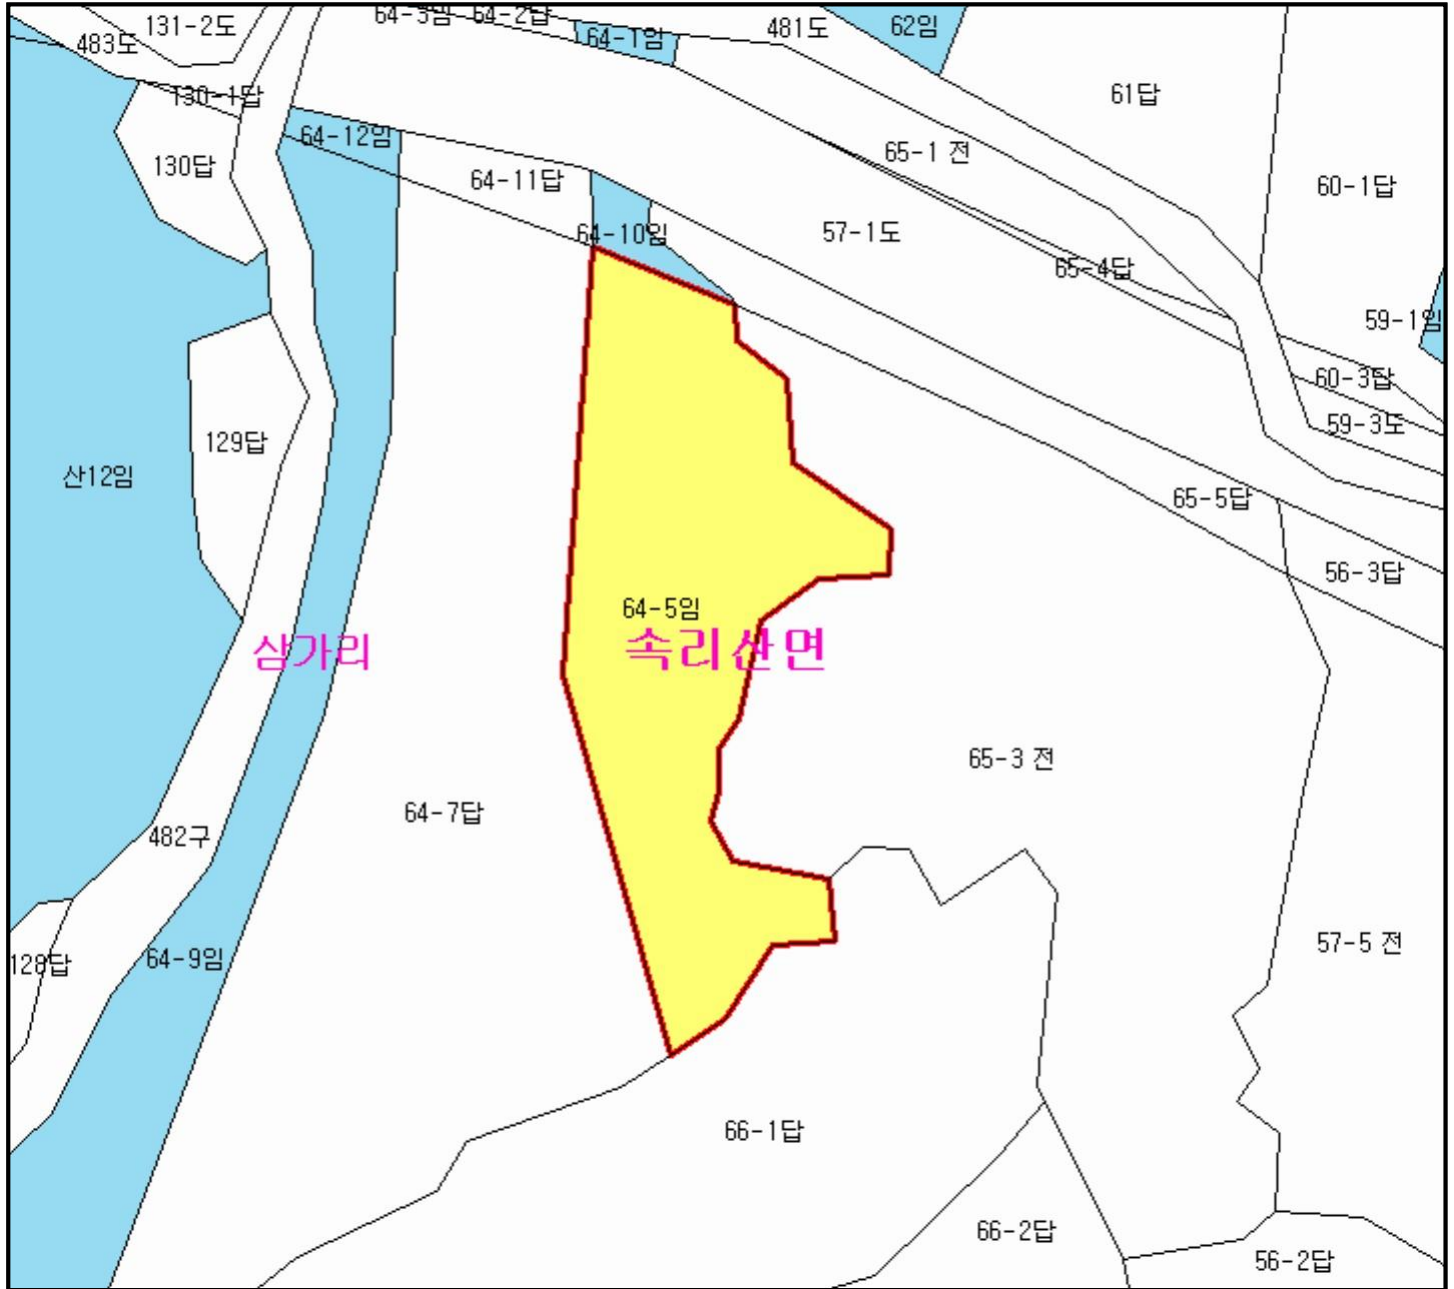 64-3임 64-2답
131-2도
483도
64-1임
481도
62임
61답
130-1답
64-12임
130답
64-11답
65-1 전
60-1답
64-10임
57-1도
65-4답
59-1임
60-3답
59-3도
129답
산12임
65-5답
56-3답
64-5임
삼가리
속리산면
65-3 전
64-7답
482구
57-5 전
128답
64-9임
66-1답
66-2답
56-2답